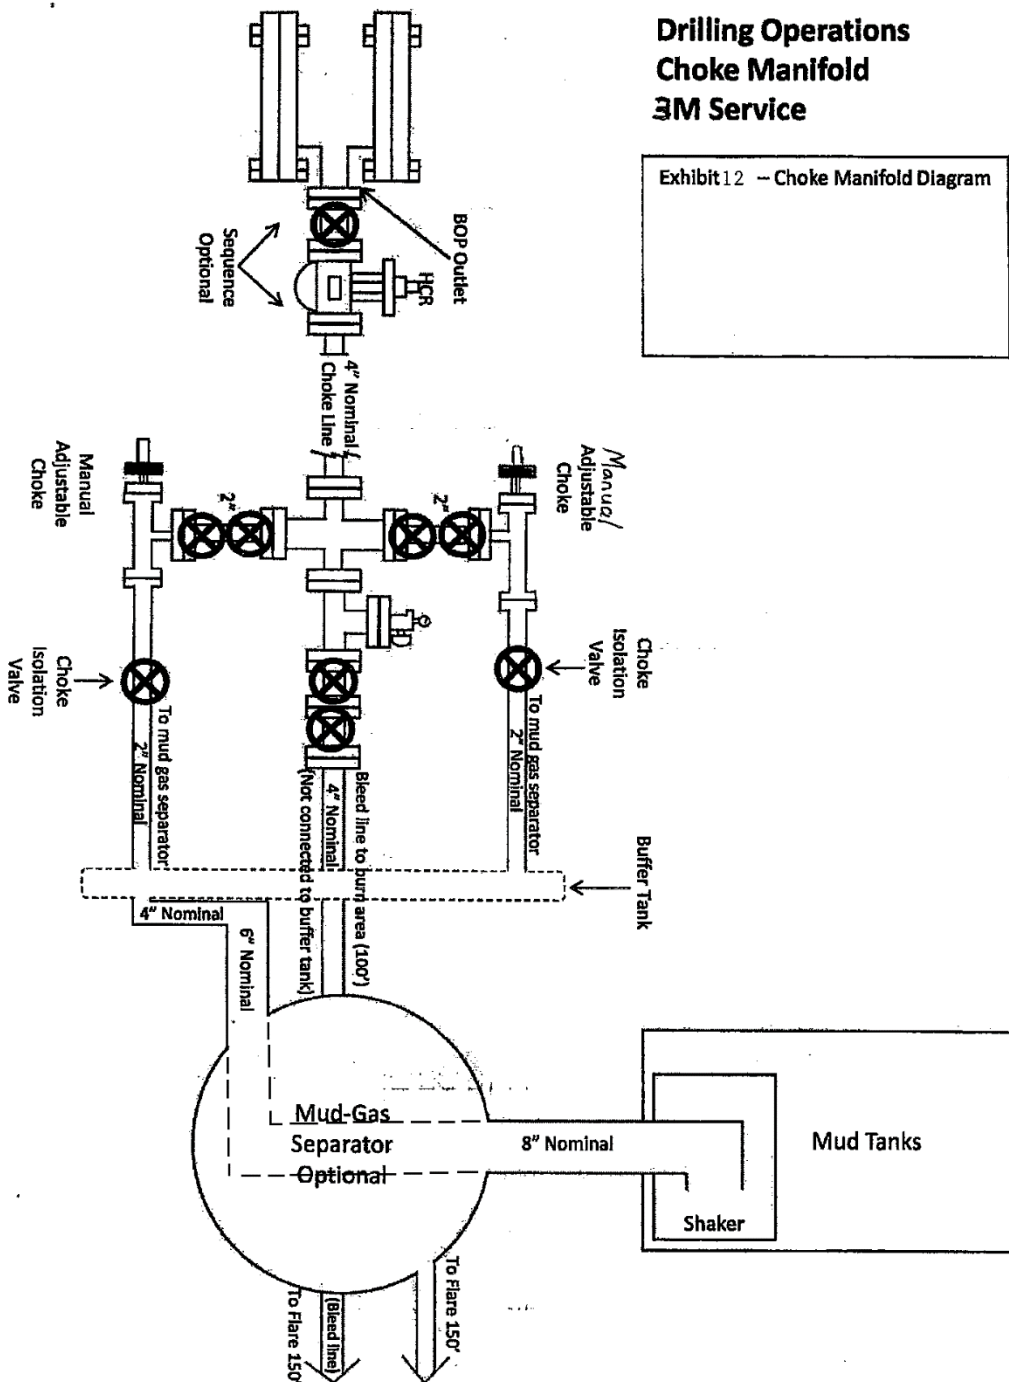 Drilling Operations
Choke Manifold
3M Service
Exhibit 12 – Choke Manifold Diagram
BOP Outlet
HCR
Sequence
Optional
4" Nominal
Choke Line
Manual
Adjustable
Choke
2"
2"
Manual
Adjustable
Choke
Choke
Isolation
Valve
Choke
Isolation
Valve
To mud gas separator
2" Nominal
Bleed line to burn area (100')
4" Nominal
(Not connected to buffer tank)
To mud gas separator
2" Nominal
Buffer Tank
4" Nominal
6" Nominal
Mud-Gas
Separator
Optional
8" Nominal
Mud Tanks
Shaker
To Flare 150'
(Bleed line)
To Flare 150'